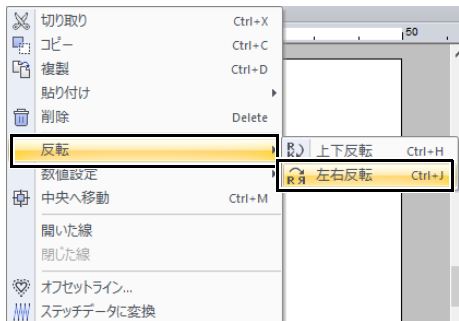 切り取り Ctrl+X
コピー Ctrl+C
複製 Ctrl+D
貼り付け
削除 Delete
反転
数値設定
中央へ移動 Ctrl+M
開いた線
閉じた線
オフセットライン...
ステッチデータに変換
50
上下反転 Ctrl+H
左右反転 Ctrl+J